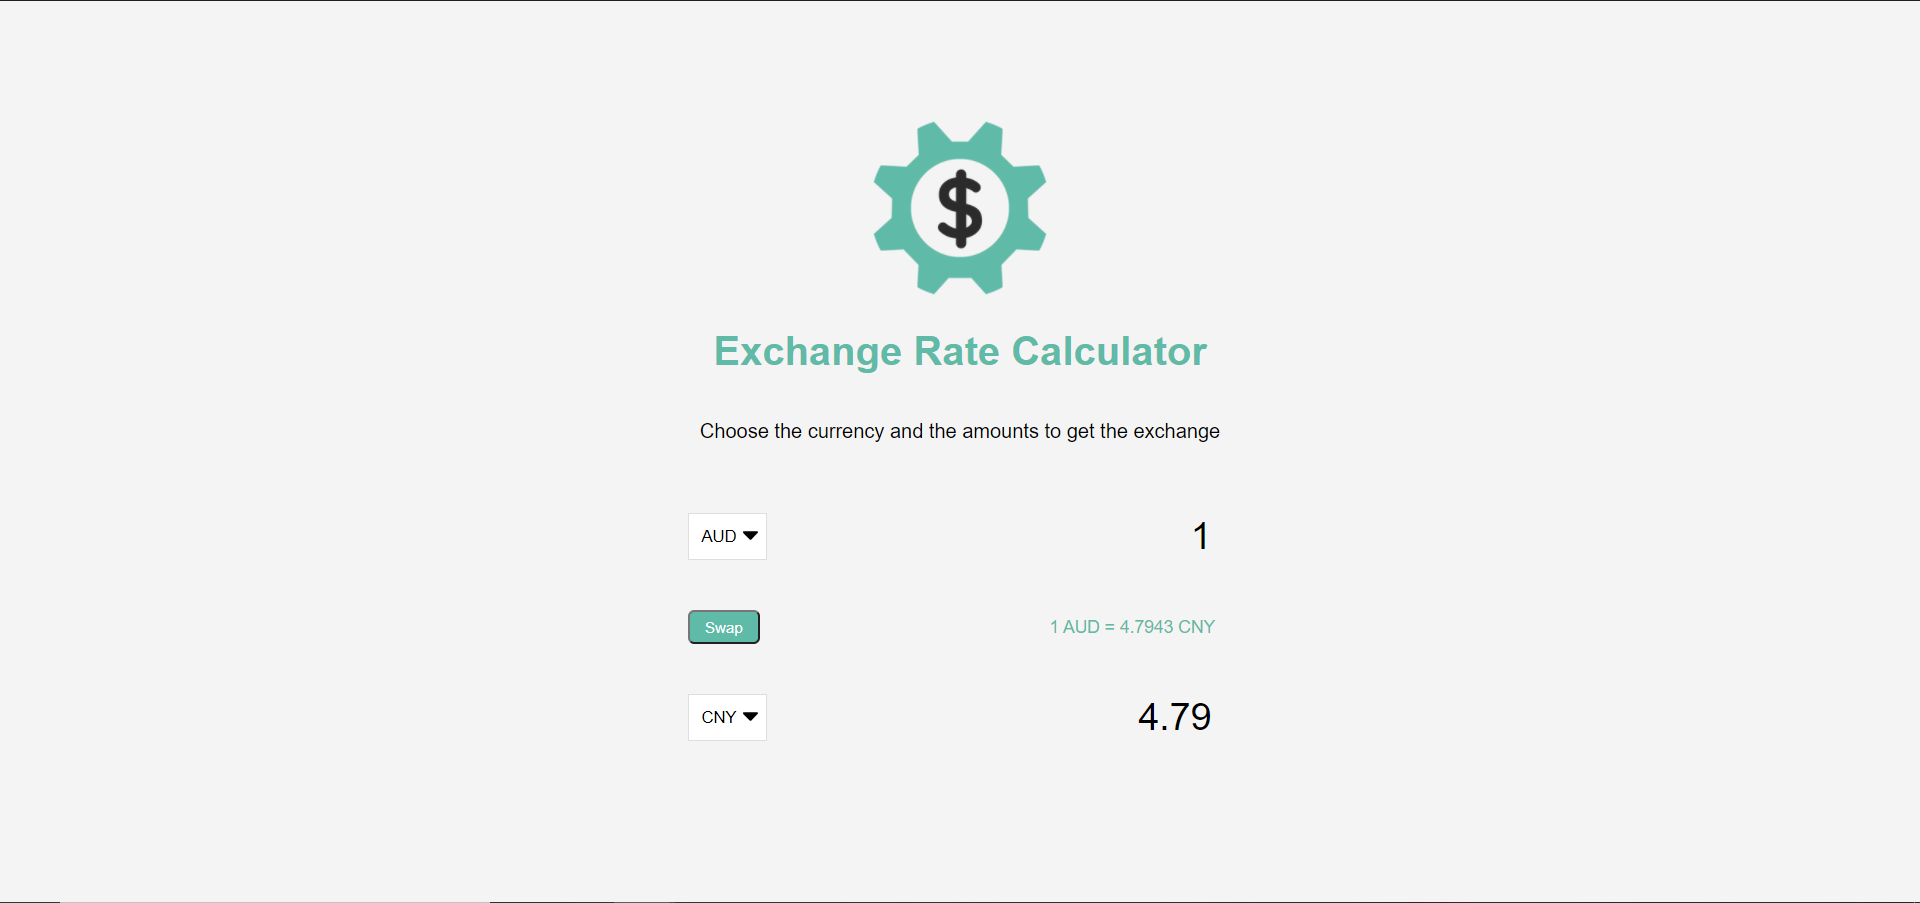 $
Exchange Rate Calculator
Choose the currency and the amounts to get the exchange
AUD
1
Swap
1 AUD = 4.7943 CNY
CNY
4.79